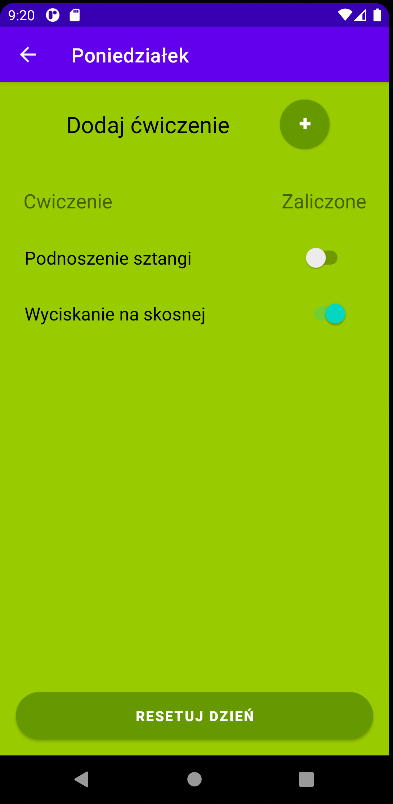 9:20
Poniedziałek
Dodaj ćwiczenie
Cwiczenie Zaliczone
Podnoszenie sztangi
Wyciskanie na skosnej
RESETUJ DZIEŃ